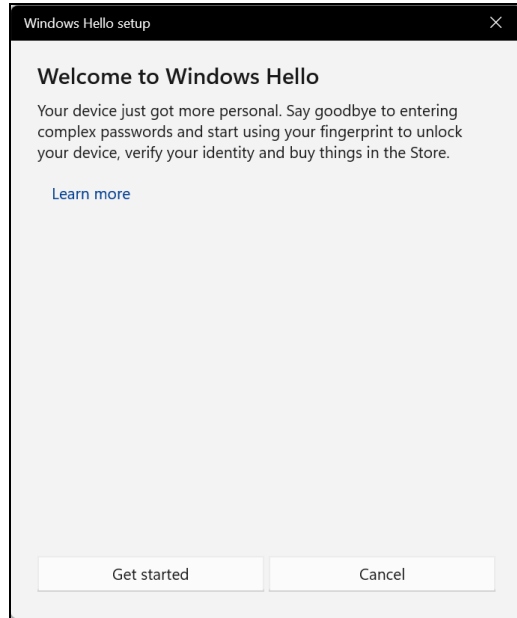 Windows Hello setup
Welcome to Windows Hello
Your device just got more personal. Say goodbye to entering
complex passwords and start using your fingerprint to unlock
your device, verify your identity and buy things in the Store.
Learn more
Get started
Cancel